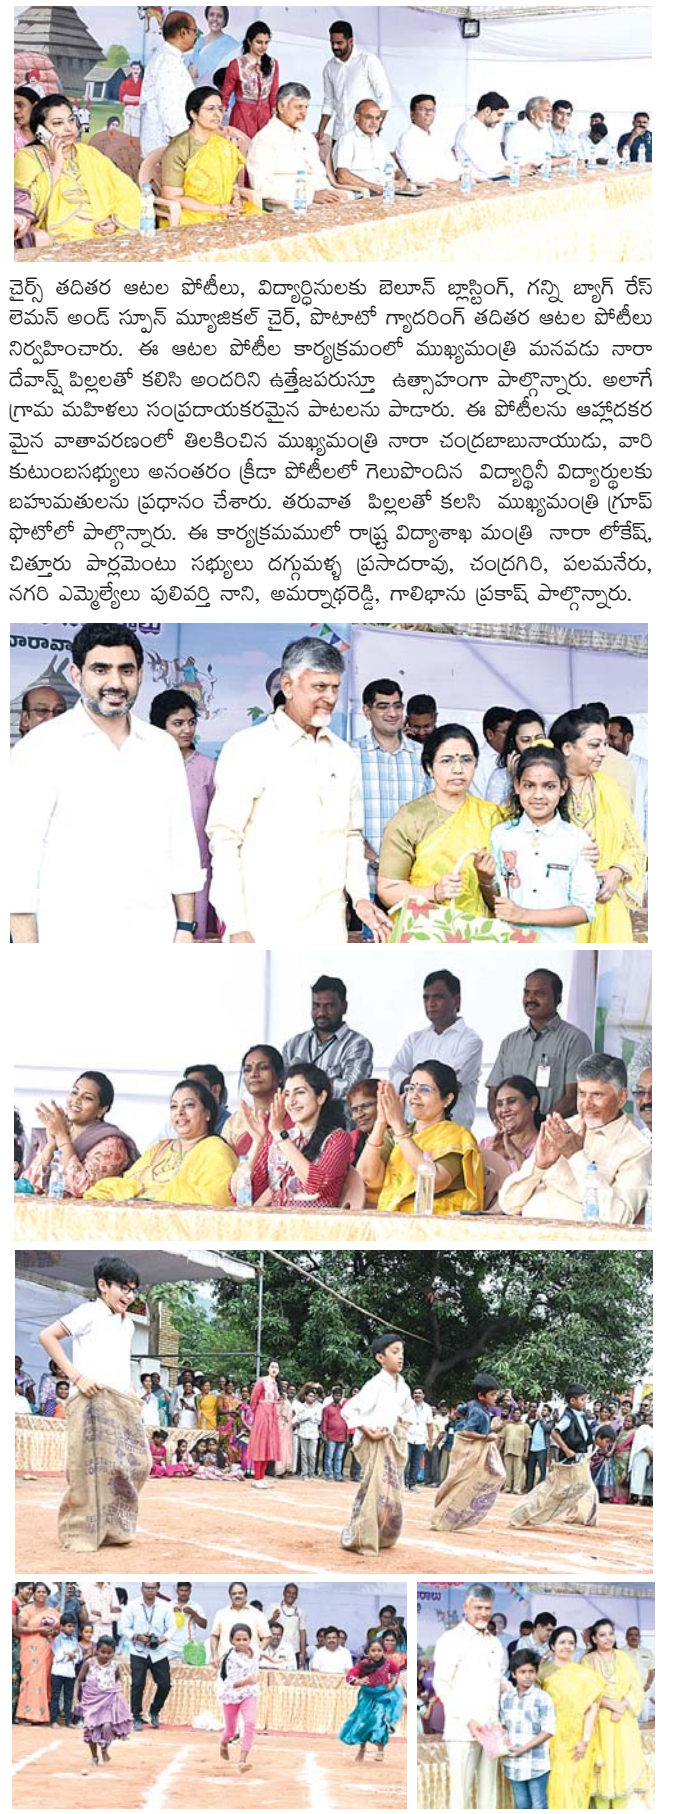 చైర్స్ తదితర ఆటల పోటీలు, విద్యార్ధినులకు బెలూన్ బ్లాస్టింగ్, గన్ని బ్యాగ్ రేస్
లెమన్ అండ్ స్పూన్ మ్యూజికల్ చైర్, పొటాటో గ్యాదరింగ్ తదితర ఆటల పోటీలు
నిర్వహించారు. ఈ ఆటల పోటీల కార్యక్రమంలో ముఖ్యమంత్రి మనవడు నారా
దేవాన్ష్ పిల్లలతో కలిసి అందరిని ఉత్తేజపరుస్తూ ఉత్సాహంగా పాల్గొన్నారు. అలాగే
గ్రామ మహిళలు సంప్రదాయకరమైన పాటలను పాడారు. ఈ పోటీలను ఆహ్లాదకర
మైన వాతావరణంలో తిలకించిన ముఖ్యమంత్రి నారా చంద్రబాబునాయుడు, వారి
కుటుంబసభ్యులు అనంతరం క్రీడా పోటీలలో గెలుపొందిన విద్యార్థినీ విద్యార్థులకు
బహుమతులను ప్రధానం చేశారు. తరువాత పిల్లలతో కలసి ముఖ్యమంత్రి గ్రూప్
ఫొటోలో పాల్గొన్నారు. ఈ కార్యక్రమములో రాష్ట్ర విద్యాశాఖ మంత్రి నారా లోకేష్,
చిత్తూరు పార్లమెంటు సభ్యులు దగ్గుమళ్ళ ప్రసాదరావు, చంద్రగిరి, పలమనేరు,
నగరి ఎమ్మెల్యేలు పులివర్తి నాని, అమర్నాథరెడ్డి, గాలిభాను ప్రకాష్ పాల్గొన్నారు.